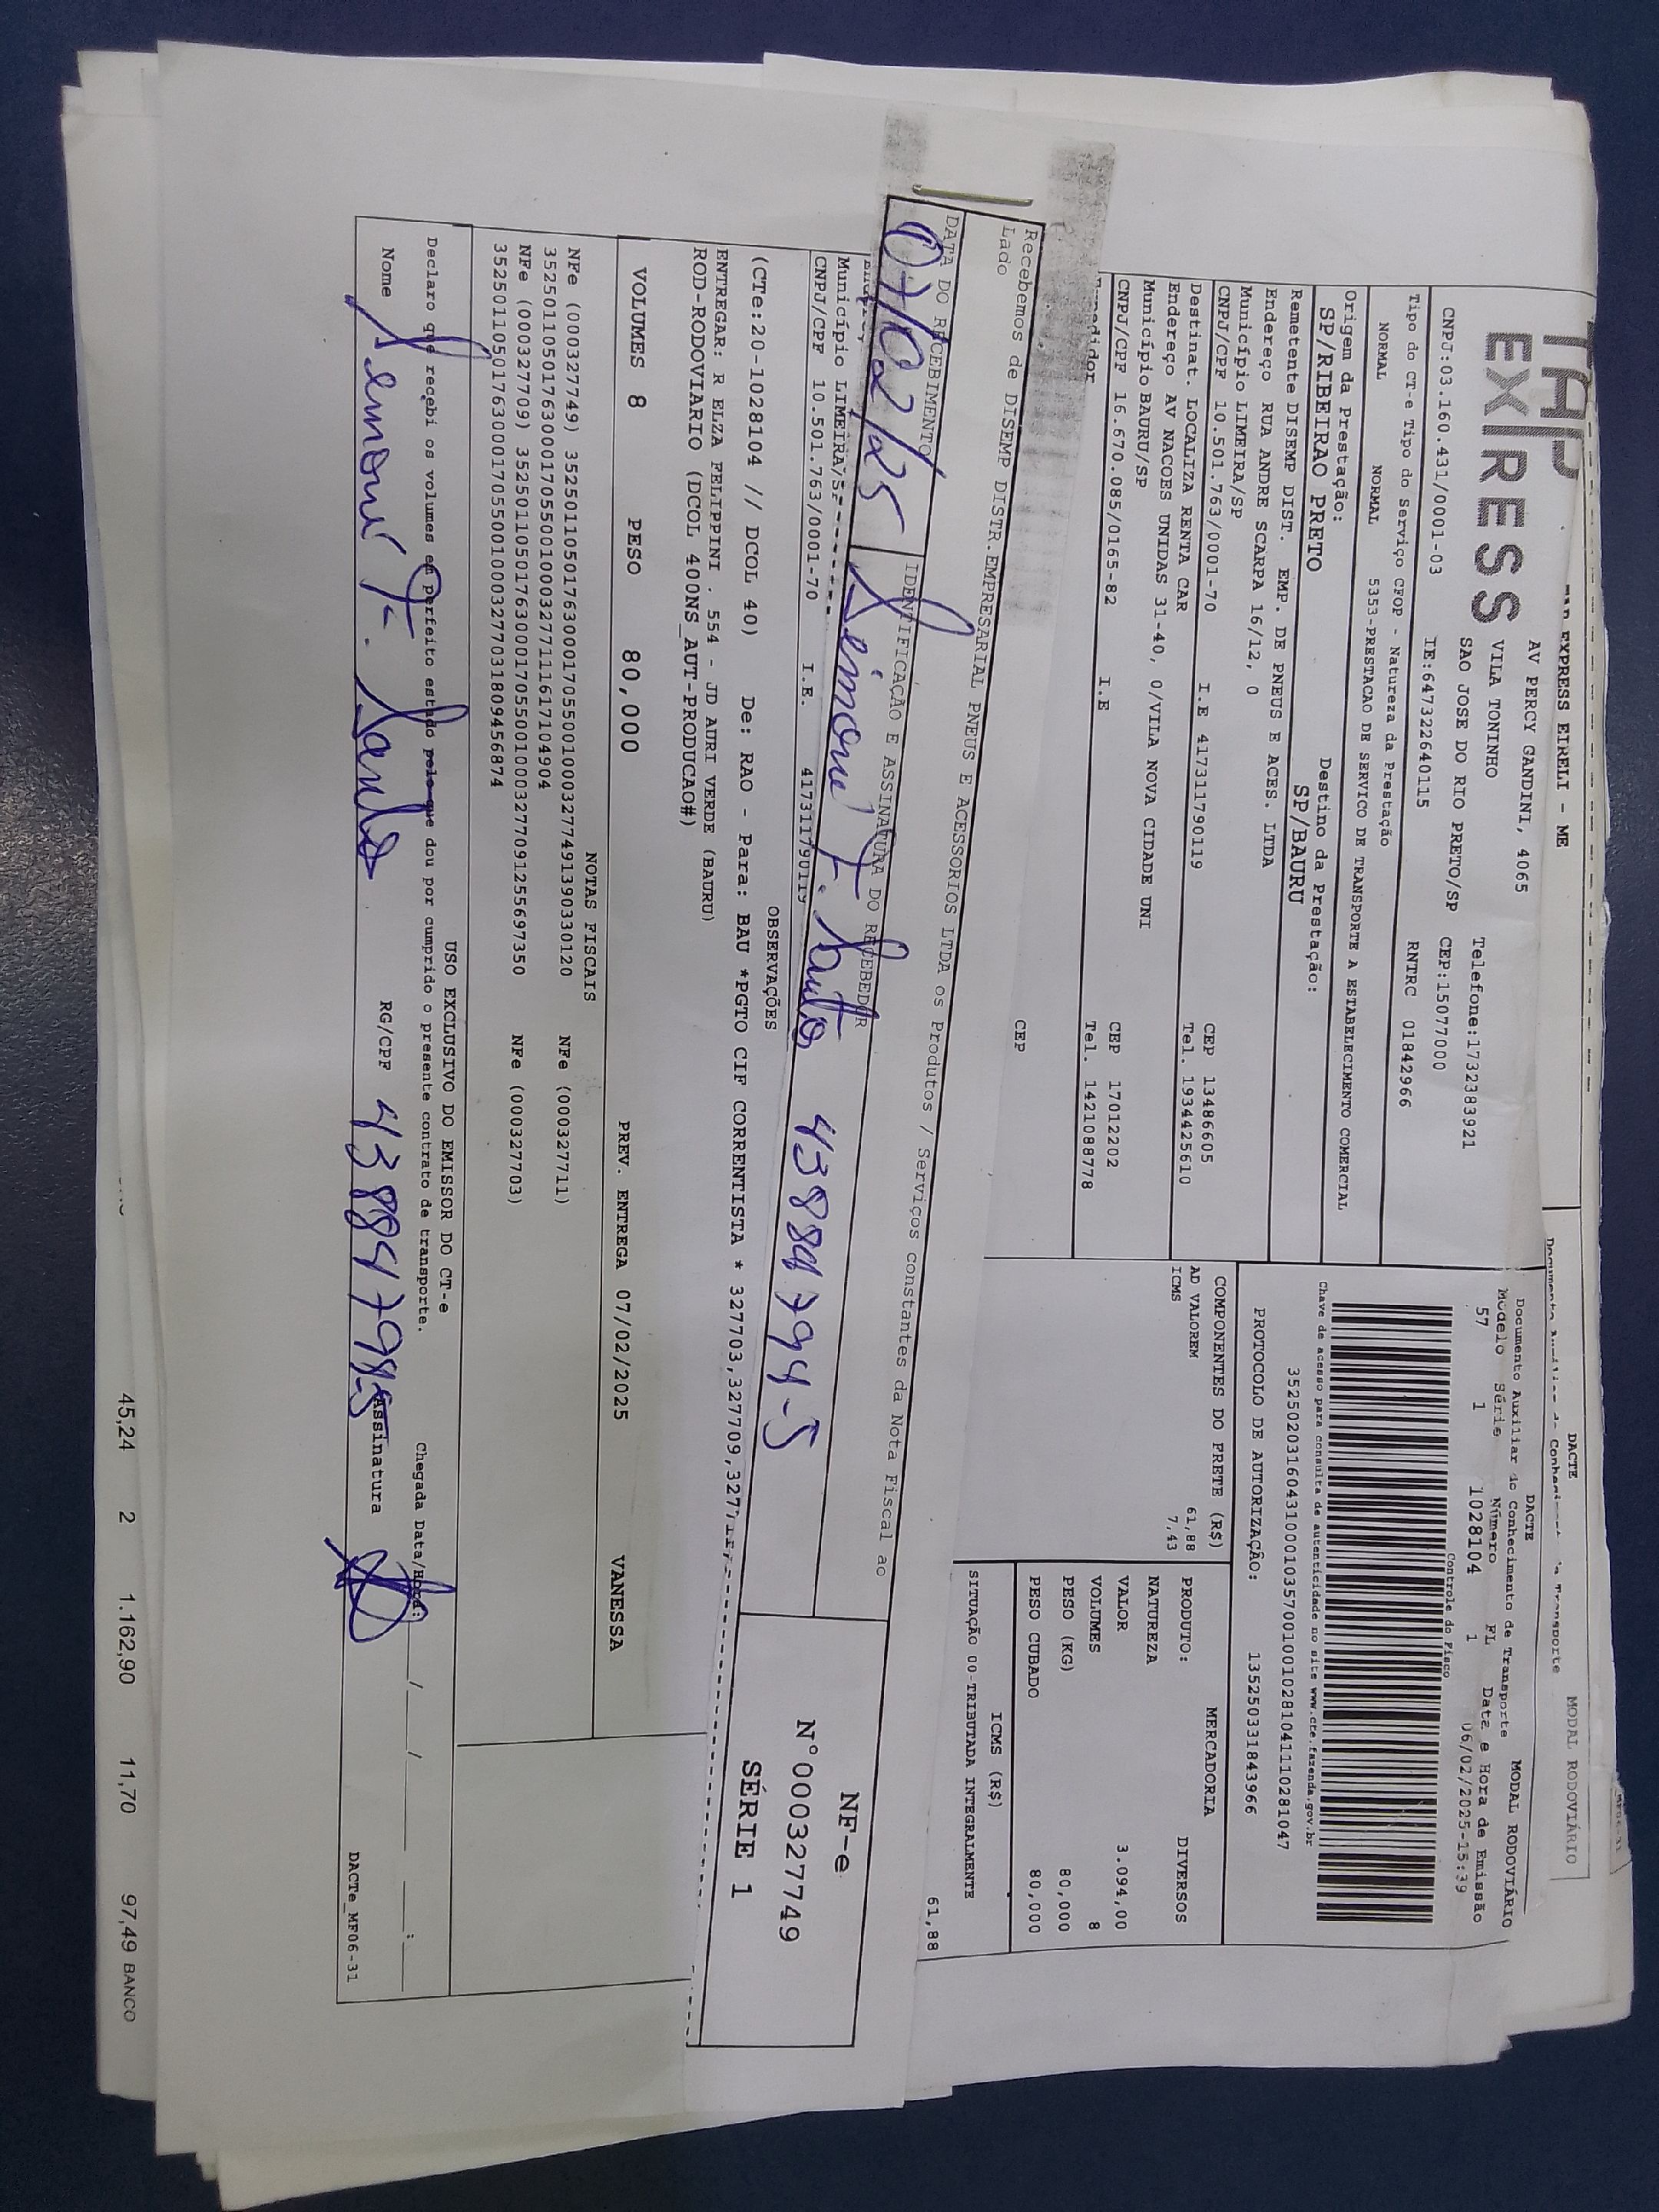 TAP EXPRESS EIRELI - ME
DACTE
MODAL RODOVIÁRIO
TAP
EXPRESS
AV PERCY GANDINI, 4065
VILA TONINHO
SAO JOSE DO RIO PRETO/SP
Telefone:1732383921
CEP:15077000
CNPJ:03.160.431/0001-03
IE:647322640115
RNTRC 01842966
DACTE
Documento Auxiliar do Conhecimento de Transporte
MODAL RODOVIÁRIO
Modelo Série Número FL Data e Hora de Emissão
57 1 1028104 1 06/02/2025-15:39
Controle do Fisco
Tipo do CT-e Tipo do Serviço CFOP - Natureza da Prestação
NORMAL NORMAL 5353-PRESTACAO DE SERVICO DE TRANSPORTE A ESTABELECIMENTO COMERCIAL
Chave de acesso para consulta de autenticidade no site www.cte.fazenda.gov.br
35250203160431000103570010010281041110281047
Origem da Prestação:
SP/RIBEIRAO PRETO
Destino da Prestação:
SP/BAURU
PROTOCOLO DE AUTORIZAÇÃO: 135250331843966
Remetente DISEMP DIST. EMP. DE PNEUS E ACES. LTDA
Endereço RUA ANDRE SCARPA 16/12, 0
Município LIMEIRA/SP
CEP 13486605
CNPJ/CPF 10.501.763/0001-70 I.E 417311790119 Tel. 1934425610
Destinat. LOCALIZA RENTA CAR
Endereço AV NACOES UNIDAS 31-40, 0/VILA NOVA CIDADE UNI
Município BAURU/SP
CEP 17012202
CNPJ/CPF 16.670.085/0165-82 I.E Tel. 1421088778
CEP
COMPONENTES DO FRETE (R$)
AD VALOREM 61,88
ICMS 7,43
MERCADORIA
PRODUTO: DIVERSOS
NATUREZA
VALOR 3.094,00
VOLUMES 8
PESO (KG) 80,000
PESO CUBADO 80,000
ICMS (R$)
SITUAÇÃO 00-TRIBUTADA INTEGRALMENTE
61,88
Recebemos de DISEMP DISTR.EMPRESARIAL PNEUS E ACESSORIOS LTDA os Produtos / Serviços constantes da Nota Fiscal ao
Lado
DATA DO RECEBIMENTO
IDENTIFICAÇÃO E ASSINATURA DO RECEBEDOR
07/02/25
NF-e
N°000327749
SÉRIE 1
Município LIMEIRA/SP
CNPJ/CPF 10.501.763/0001-70 I.E. 417311790119
OBSERVAÇÕES
(CTe:20-1028104 // DCOL 40) De: RAO - Para: BAU *PGTO CIF CORRENTISTA * 327703,327709,3277
ENTREGAR: R ELZA FELIPPINI . 554 - JD AURI VERDE (BAURU)
ROD-RODOVIARIO (DCOL 400NS_AUT-PRODUCAO#)
VOLUMES 8 PESO 80,000 PREV. ENTREGA 07/02/2025 VANESSA
NOTAS FISCAIS
NFe (000327749) 35250110501763000170550010003277491390330120 NFe (000327711)
35250110501763000170550010003277111617104904
NFe (000327709) 35250110501763000170550010003277091255697350 NFe (000327703)
35250110501763000170550010003277031809456874
USO EXCLUSIVO DO EMISSOR DO CT-e
Declaro que recebi os volumes em perfeito estado pelo que dou por cumprido o presente contrato de transporte.
Chegada Data/Hora: ___/___/______ ___:___
Nome
RG/CPF
Assinatura
DACTe_MF06-31
45,24 2 1.162,90 11,70 97,49 BANCO